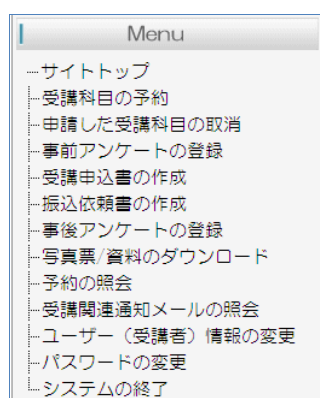 Menu
サイトトップ
受講科目の予約
申請した受講科目の取消
事前アンケートの登録
受講申込書の作成
振込依頼書の作成
事後アンケートの登録
写真票/資料のダウンロード
予約の照会
受講関連通知メールの照会
ユーザー（受講者）情報の変更
パスワードの変更
システムの終了